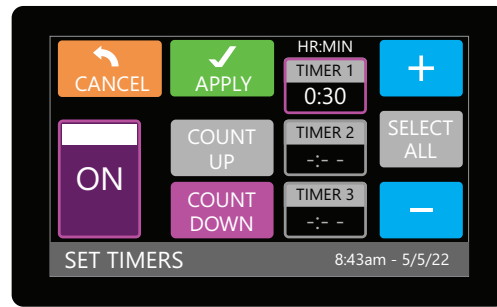 CANCEL
APPLY
HR:MIN
TIMER 1
0:30
+
ON
COUNT
UP
TIMER 2
-:- -
SELECT
ALL
COUNT
DOWN
TIMER 3
-:- -
−
SET TIMERS
8:43am - 5/5/22